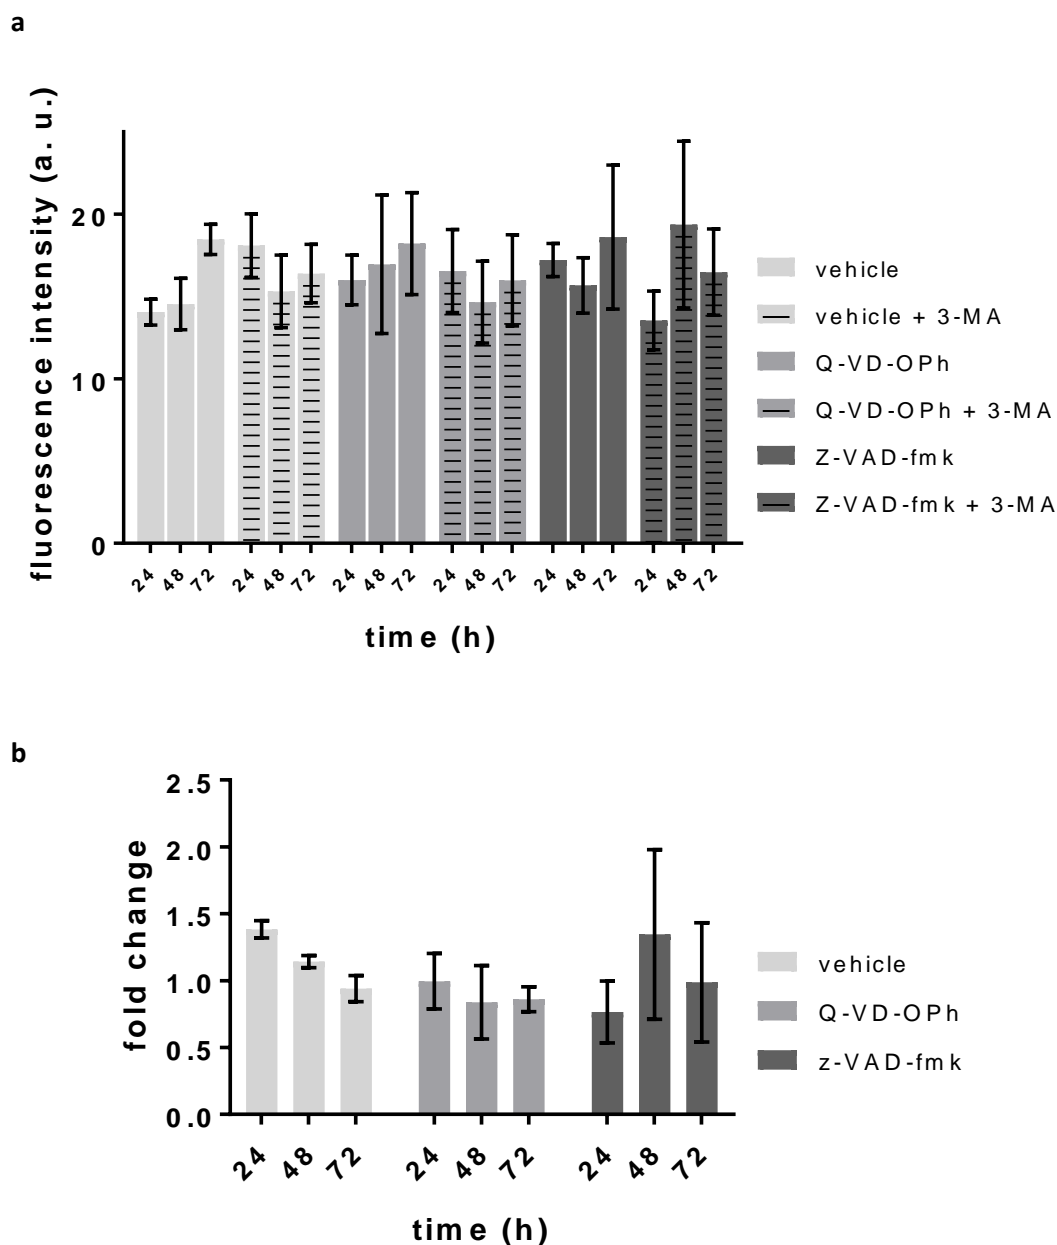 a
fluorescence intensity (a. u.)
20
10
0
24 48 72 24 48 72 24 48 72 24 48 72 24 48 72 24 48 72
time (h)
vehicle
vehicle + 3-MA
Q-VD-OPh
Q-VD-OPh + 3-MA
Z-VAD-fmk
Z-VAD-fmk + 3-MA
b
fold change
2.5
2.0
1.5
1.0
0.5
0.0
24 48 72 24 48 72 24 48 72
time (h)
vehicle
Q-VD-OPh
z-VAD-fmk